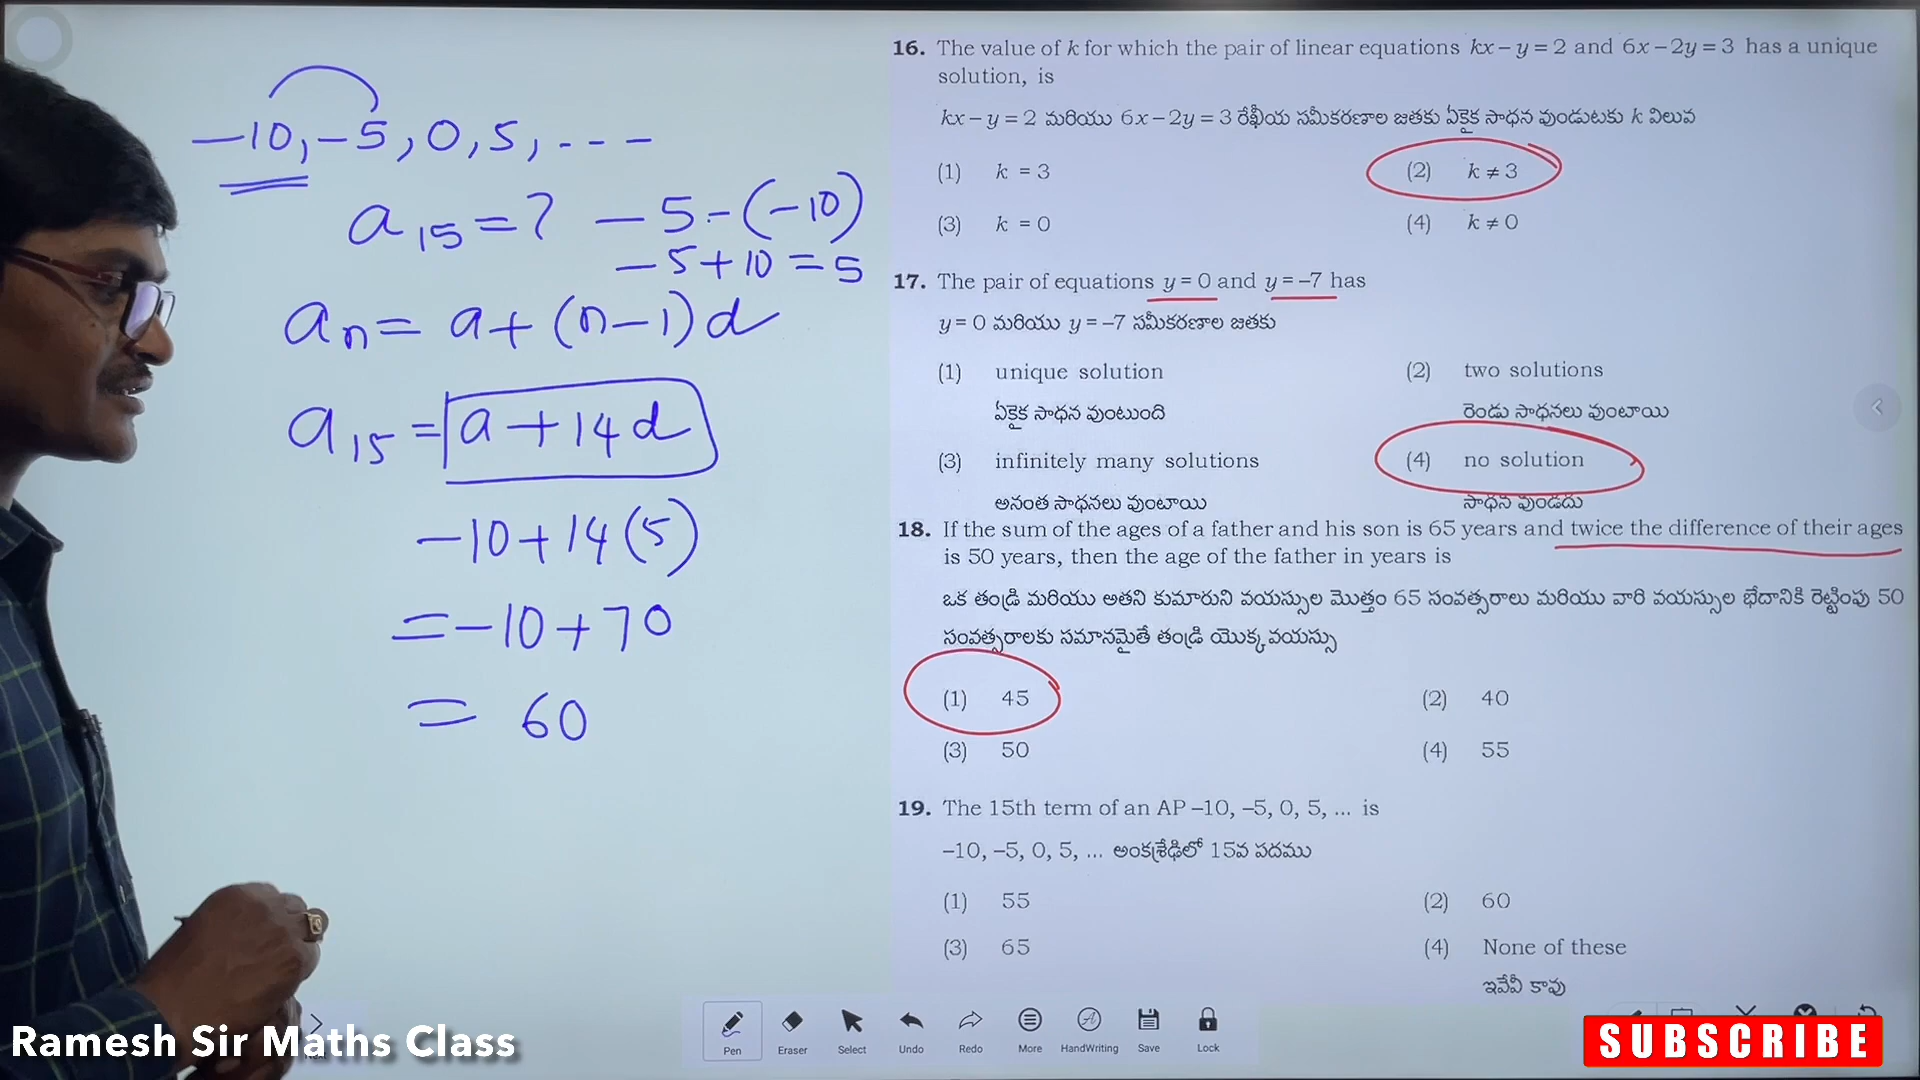 -10, -5, 0, 5, ---
a15 = ? -5-(-10)
-5+10=5
an = a+(n-1)d
a15 = a+14d
-10+14(5)
= -10+70
= 60
16. The value of k for which the pair of linear equations kx – y = 2 and 6x – 2y = 3 has a unique
solution, is
kx – y = 2 మరియు 6x – 2y = 3 రేఖీయ సమీకరణాల జతకు ఏకైక సాధన వుండుటకు k విలువ
(1) k = 3 (2) k ≠ 3
(3) k = 0 (4) k ≠ 0
17. The pair of equations y = 0 and y = –7 has
y = 0 మరియు y = –7 సమీకరణాల జతకు
(1) unique solution (2) two solutions
ఏకైక సాధన వుంటుంది రెండు సాధనలు వుంటాయి
(3) infinitely many solutions (4) no solution
అనంత సాధనలు వుంటాయి సాధన వుండదు
18. If the sum of the ages of a father and his son is 65 years and twice the difference of their ages
is 50 years, then the age of the father in years is
ఒక తండ్రి మరియు అతని కుమారుని వయస్సుల మొత్తం 65 సంవత్సరాలు మరియు వారి వయస్సుల భేదానికి రెట్టింపు 50
సంవత్సరాలకు సమానమైతే తండ్రి యొక్క వయస్సు
(1) 45 (2) 40
(3) 50 (4) 55
19. The 15th term of an AP –10, –5, 0, 5, ... is
–10, –5, 0, 5, ... అంకశ్రేఢిలో 15వ పదము
(1) 55 (2) 60
(3) 65 (4) None of these
ఇవేవీ కావు
Pen Eraser Select Undo Redo More HandWriting Save Lock
Ramesh Sir Maths Class
SUBSCRIBE